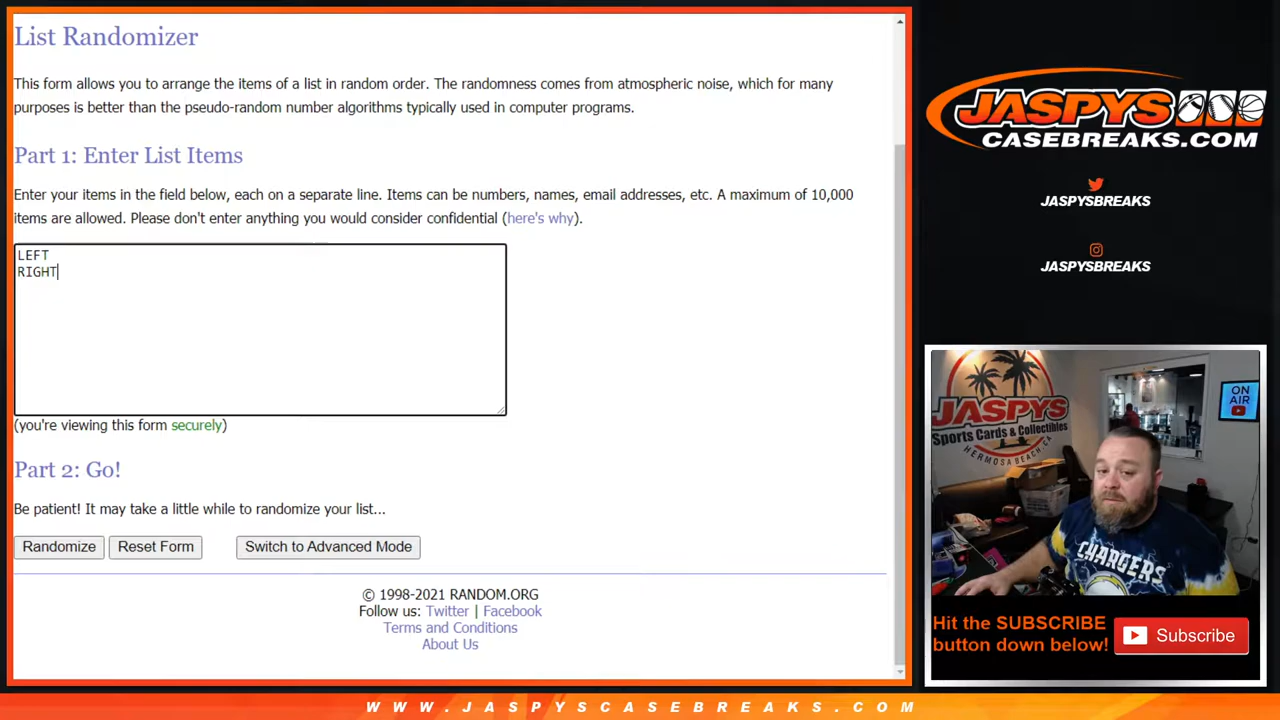 List Randomizer
This form allows you to arrange the items of a list in random order. The randomness comes from atmospheric noise, which for many
purposes is better than the pseudo-random number algorithms typically used in computer programs.
Part 1: Enter List Items
Enter your items in the field below, each on a separate line. Items can be numbers, names, email addresses, etc. A maximum of 10,000
items are allowed. Please don't enter anything you would consider confidential (here's why).
LEFT
RIGHT
(you're viewing this form securely)
Part 2: Go!
Be patient! It may take a little while to randomize your list...
Randomize Reset Form Switch to Advanced Mode
© 1998-2021 RANDOM.ORG
Follow us: Twitter | Facebook
Terms and Conditions
About Us
JASPYS
CASEBREAKS.COM
JASPYSBREAKS
JASPYSBREAKS
JASPYS
Sports Cards & Collectibles
HERMOSA BEACH, CA
ON
AIR
CHARGERS
Hit the SUBSCRIBE
button down below!
Subscribe
WWW.JASPYSCASEBREAKS.COM